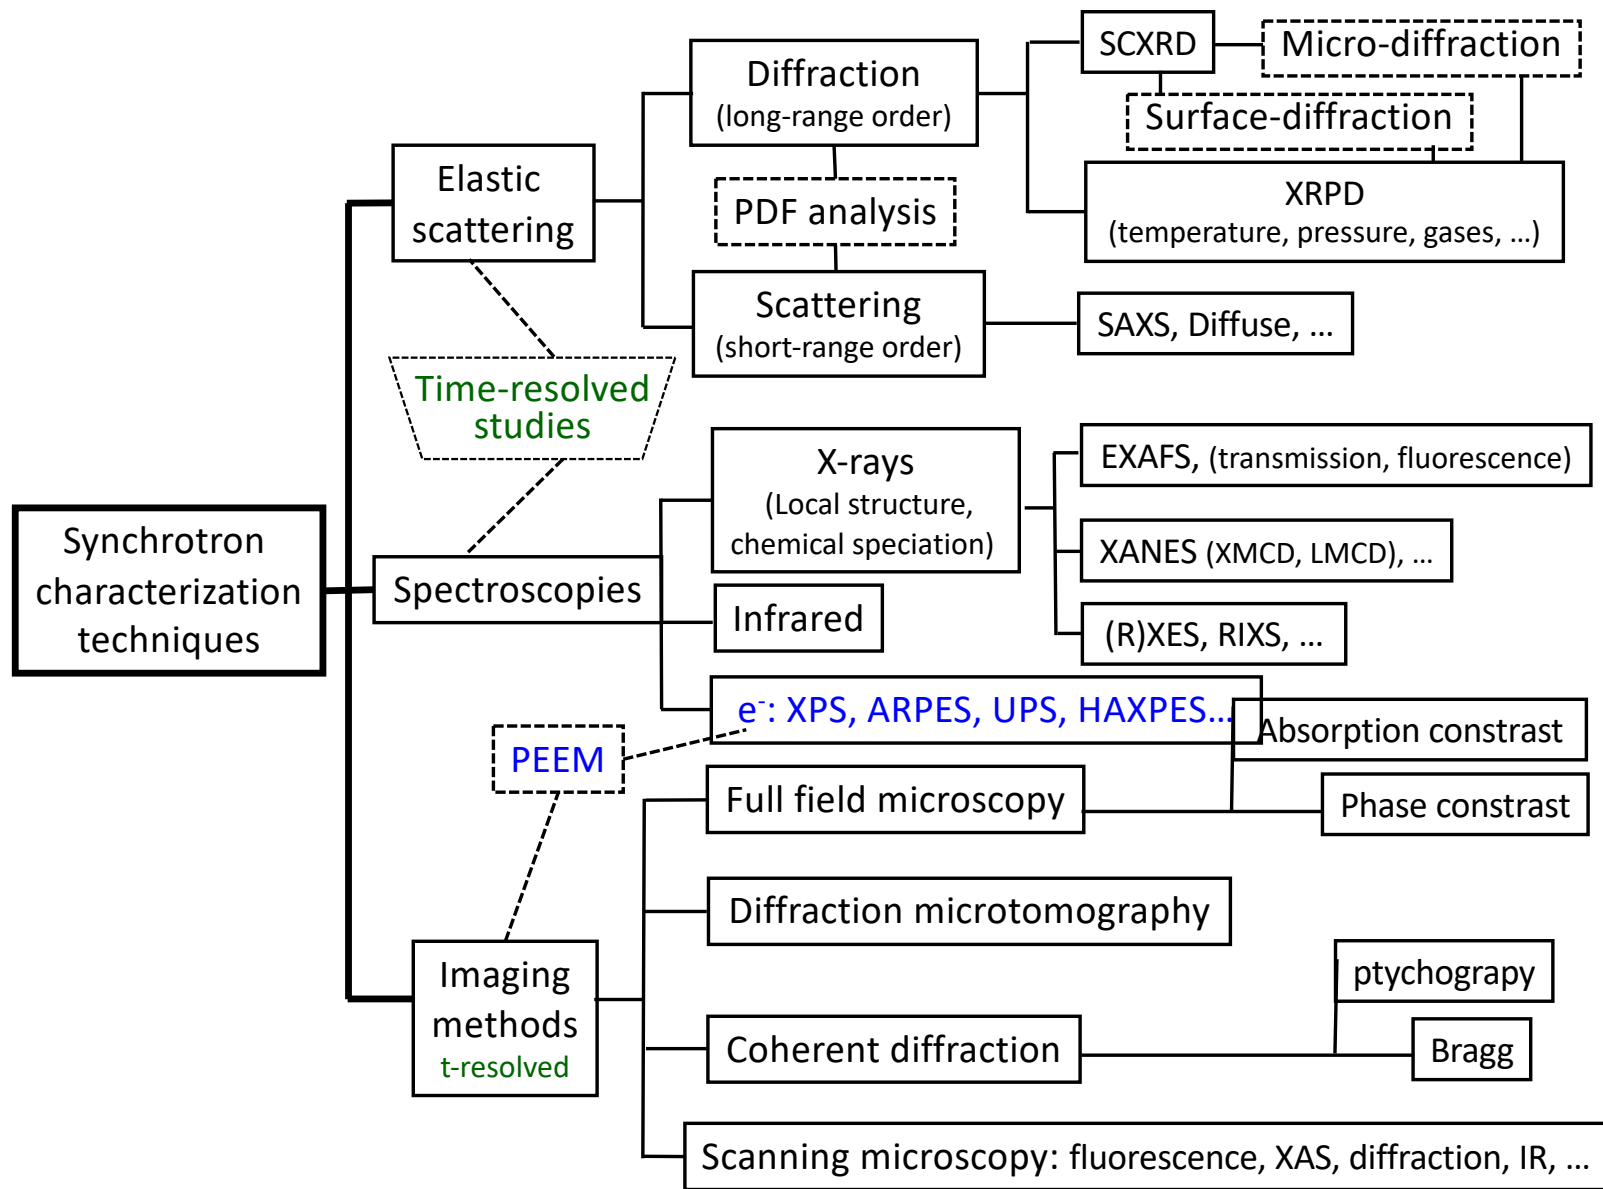 SCXRD
Micro-diffraction
Diffraction
(long-range order)
Surface-diffraction
Elastic
scattering
PDF analysis
XRPD
(temperature, pressure, gases, ...)
Scattering
(short-range order)
SAXS, Diffuse, ...
Time-resolved
studies
X-rays
(Local structure,
chemical speciation)
EXAFS, (transmission, fluorescence)
Synchrotron
characterization
techniques
Spectroscopies
XANES (XMCD, LMCD), ...
Infrared
(R)XES, RIXS, ...
e-: XPS, ARPES, UPS, HAXPES...
Absorption constrast
PEEM
Full field microscopy
Phase constrast
Diffraction microtomography
Imaging
methods
t-resolved
ptychograpy
Coherent diffraction
Bragg
Scanning microscopy: fluorescence, XAS, diffraction, IR, ...